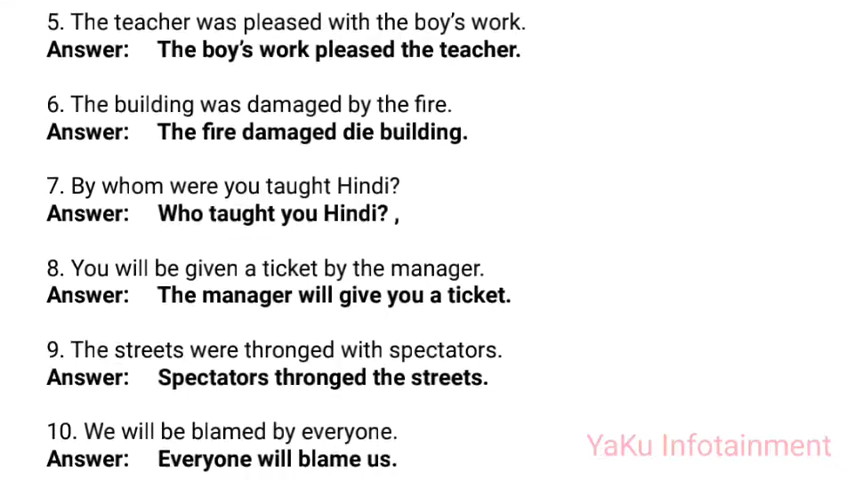 5. The teacher was pleased with the boy's work.
Answer: The boy's work pleased the teacher.
6. The building was damaged by the fire.
Answer: The fire damaged die building.
7. By whom were you taught Hindi?
Answer: Who taught you Hindi? ,
8. You will be given a ticket by the manager.
Answer: The manager will give you a ticket.
9. The streets were thronged with spectators.
Answer: Spectators thronged the streets.
10. We will be blamed by everyone.
Answer: Everyone will blame us.
YaKu Infotainment